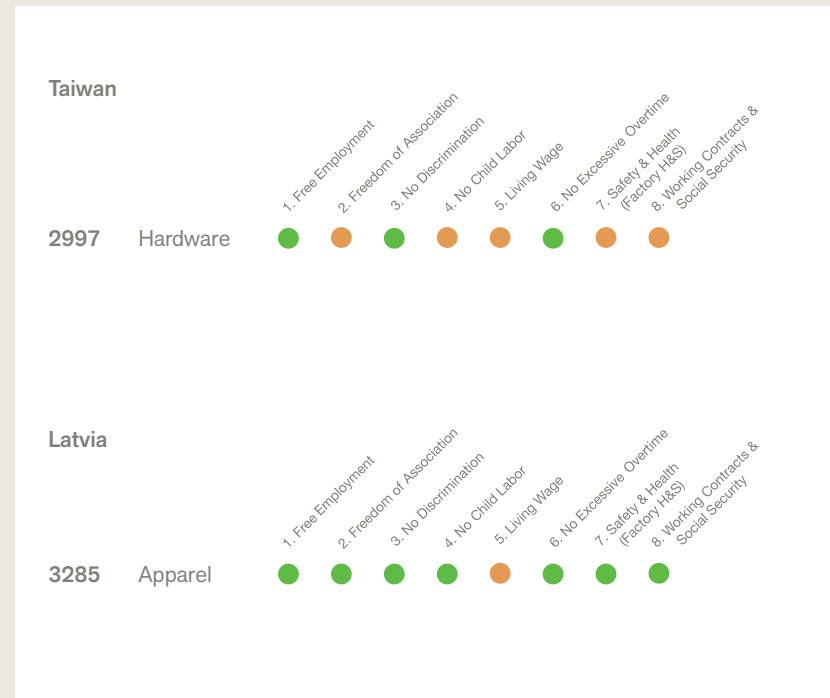 Taiwan
1. Free Employment
2. Freedom of Association
3. No Discrimination
4. No Child Labor
5. Living Wage
6. No Excessive Overtime
7. Safety & Health
(Factory H&S)
8. Working Contracts &
Social Security
2997 Hardware
Latvia
1. Free Employment
2. Freedom of Association
3. No Discrimination
4. No Child Labor
5. Living Wage
6. No Excessive Overtime
7. Safety & Health
(Factory H&S)
8. Working Contracts &
Social Security
3285 Apparel